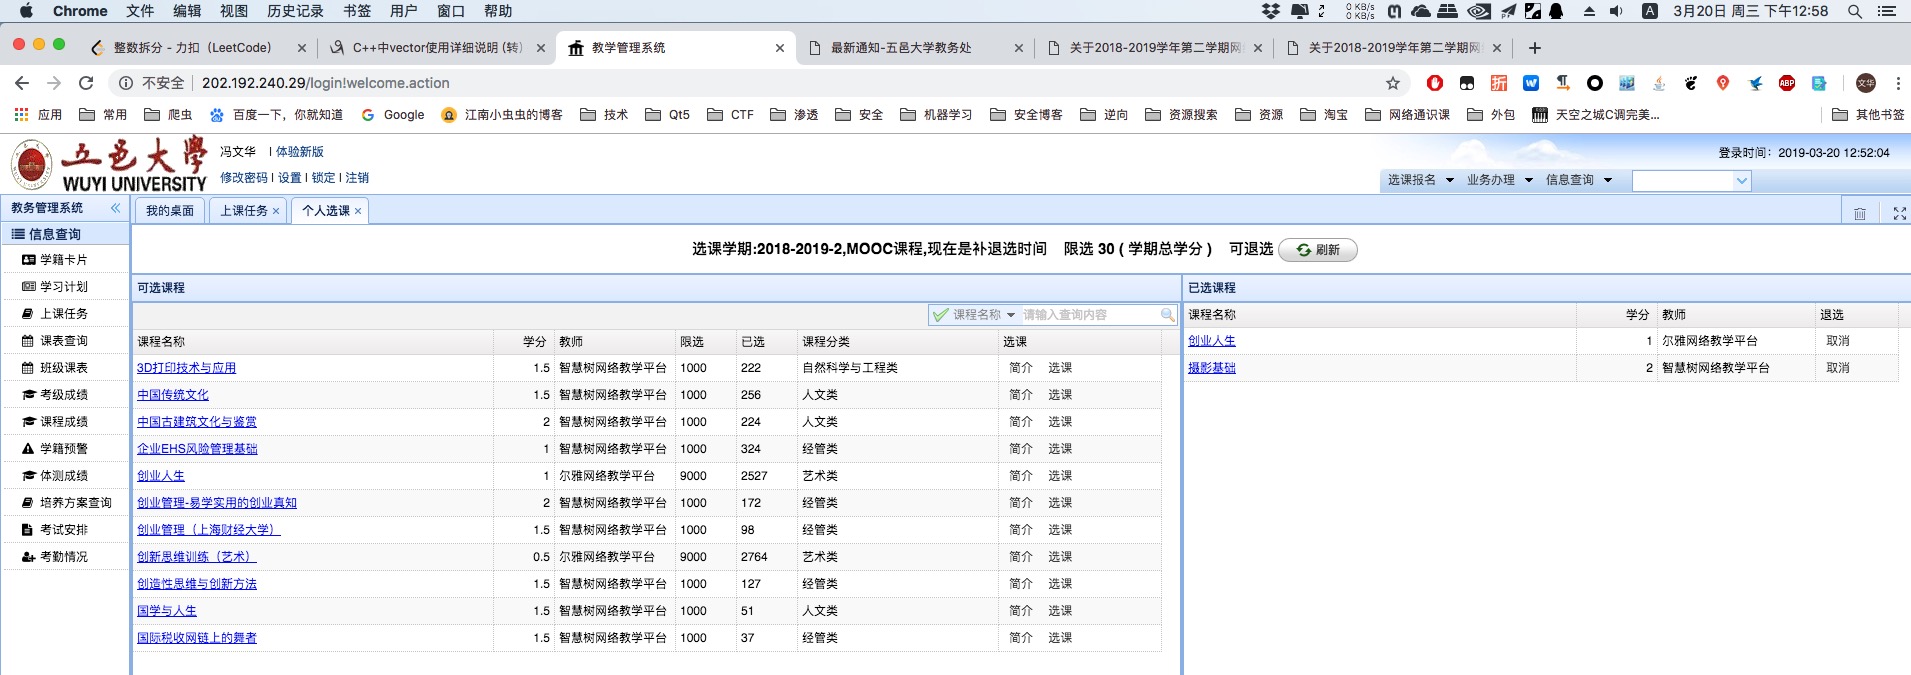 Chrome 文件 编辑 视图 历史记录 书签 用户 窗口 帮助 0 KB/s 0 KB/s A 3月20日 周三 下午12:58
整数拆分 - 力扣 (LeetCode) C++中vector使用详细说明 (转) 教学管理系统 最新通知-五邑大学教务处 关于2018-2019学年第二学期网 关于2018-2019学年第二学期网
不安全 202.192.240.29/login!welcome.action 折 W ABP 文华
应用 常用 爬虫 百度一下，你就知道 Google 江南小虫虫的博客 技术 Qt5 CTF 渗透 安全 机器学习 安全博客 逆向 资源搜索 资源 淘宝 网络通识课 外包 天空之城C调完美... 其他书签
五邑大學
WUYI UNIVERSITY
冯文华 | 体验新版
修改密码 | 设置 | 锁定 | 注销
登录时间：2019-03-20 12:52:04
选课报名 业务办理 信息查询
教务管理系统 我的桌面 上课任务 个人选课
信息查询
学籍卡片
学习计划
上课任务
课表查询
班级课表
考级成绩
课程成绩
学籍预警
体测成绩
培养方案查询
考试安排
考勤情况
选课学期:2018-2019-2,MOOC课程,现在是补退选时间 限选 30 ( 学期总学分 ) 可退选 刷新
可选课程
课程名称 请输入查询内容
课程名称 学分 教师 限选 已选 课程分类 选课
3D打印技术与应用 1.5 智慧树网络教学平台 1000 222 自然科学与工程类 简介 选课
中国传统文化 1.5 智慧树网络教学平台 1000 256 人文类 简介 选课
中国古建筑文化与鉴赏 2 智慧树网络教学平台 1000 224 人文类 简介 选课
企业EHS风险管理基础 1 智慧树网络教学平台 1000 324 经管类 简介 选课
创业人生 1 尔雅网络教学平台 9000 2527 艺术类 简介 选课
创业管理-易学实用的创业真知 2 智慧树网络教学平台 1000 172 经管类 简介 选课
创业管理（上海财经大学） 1.5 智慧树网络教学平台 1000 98 经管类 简介 选课
创新思维训练（艺术） 0.5 尔雅网络教学平台 9000 2764 艺术类 简介 选课
创造性思维与创新方法 1.5 智慧树网络教学平台 1000 127 经管类 简介 选课
国学与人生 1.5 智慧树网络教学平台 1000 51 人文类 简介 选课
国际税收网链上的舞者 1.5 智慧树网络教学平台 1000 37 经管类 简介 选课
已选课程
课程名称 学分 教师 退选
创业人生 1 尔雅网络教学平台 取消
摄影基础 2 智慧树网络教学平台 取消